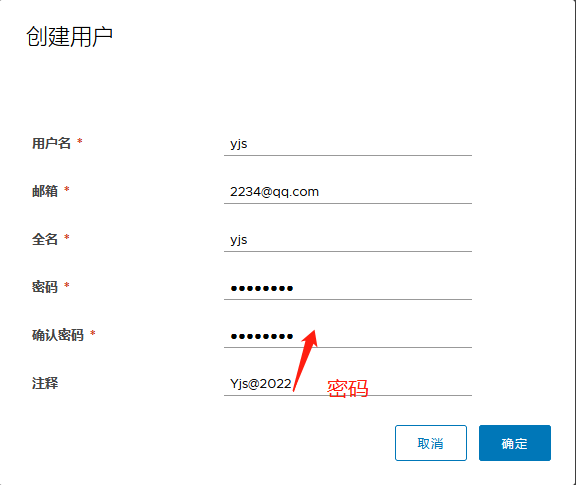 创建用户
用户名 * yjs
邮箱 * 2234@qq.com
全名 * yjs
密码 * ●●●●●●●●
确认密码 * ●●●●●●●●
注释 Yjs@2022
密码
取消 确定